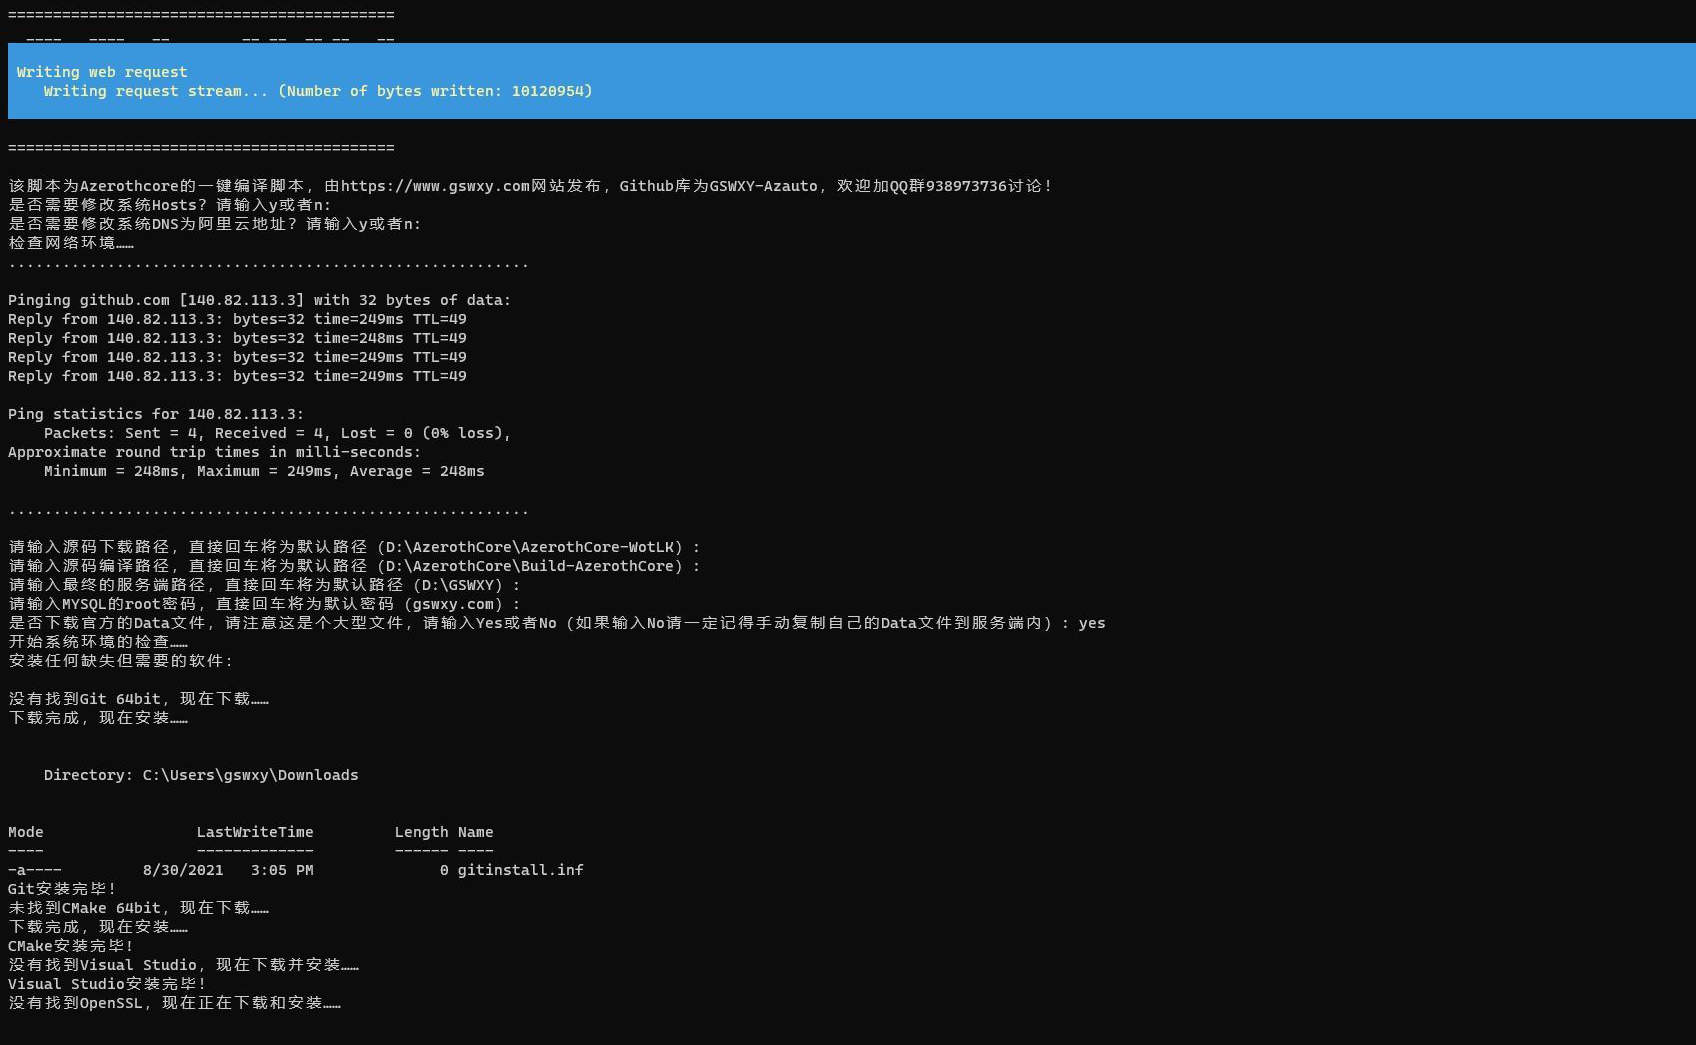 ===========================================
____ ____ __ __ __ __ __ __
Writing web request
Writing request stream... (Number of bytes written: 10120954)
===========================================
该脚本为Azerothcore的一键编译脚本，由https://www.gswxy.com网站发布，Github库为GSWXY-Azauto，欢迎加QQ群938973736讨论！
是否需要修改系统Hosts？请输入y或者n:
是否需要修改系统DNS为阿里云地址？请输入y或者n:
检查网络环境……
..........................................................
Pinging github.com [140.82.113.3] with 32 bytes of data:
Reply from 140.82.113.3: bytes=32 time=249ms TTL=49
Reply from 140.82.113.3: bytes=32 time=248ms TTL=49
Reply from 140.82.113.3: bytes=32 time=249ms TTL=49
Reply from 140.82.113.3: bytes=32 time=249ms TTL=49
Ping statistics for 140.82.113.3:
Packets: Sent = 4, Received = 4, Lost = 0 (0% loss),
Approximate round trip times in milli-seconds:
Minimum = 248ms, Maximum = 249ms, Average = 248ms
..........................................................
请输入源码下载路径，直接回车将为默认路径（D:\AzerothCore\AzerothCore-WotLK）:
请输入源码编译路径，直接回车将为默认路径（D:\AzerothCore\Build-AzerothCore）:
请输入最终的服务端路径，直接回车将为默认路径（D:\GSWXY）:
请输入MYSQL的root密码，直接回车将为默认密码（gswxy.com）:
是否下载官方的Data文件，请注意这是个大型文件，请输入Yes或者No（如果输入No请一定记得手动复制自己的Data文件到服务端内）: yes
开始系统环境的检查……
安装任何缺失但需要的软件:
没有找到Git 64bit，现在下载……
下载完成，现在安装……
Directory: C:\Users\gswxy\Downloads
Mode LastWriteTime Length Name
---- ------------- ------ ----
-a---- 8/30/2021 3:05 PM 0 gitinstall.inf
Git安装完毕！
未找到CMake 64bit，现在下载……
下载完成，现在安装……
CMake安装完毕！
没有找到Visual Studio，现在下载并安装……
Visual Studio安装完毕！
没有找到OpenSSL，现在正在下载和安装……